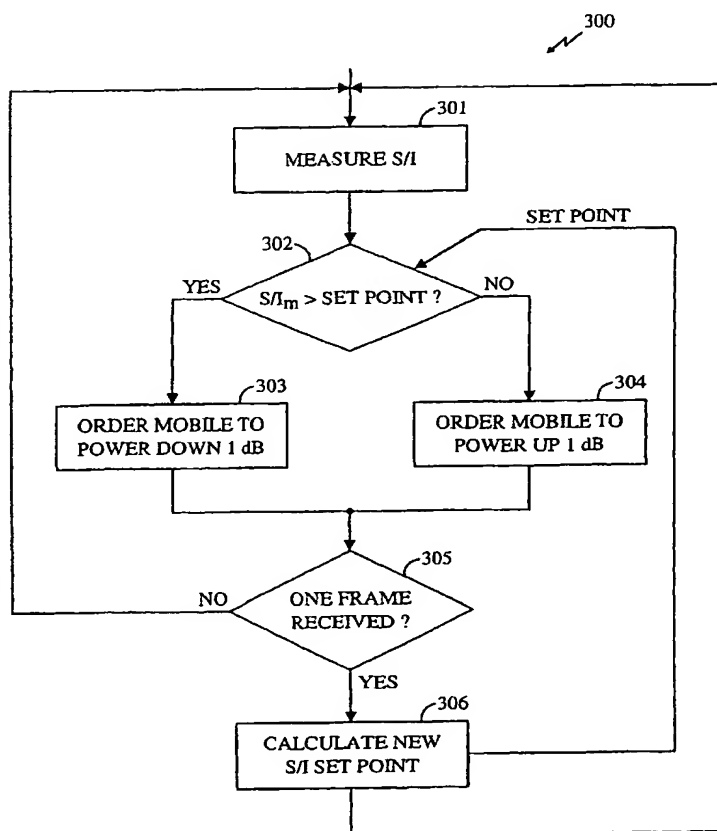 300
301
MEASURE S/I
SET POINT
302
YES
S/Im > SET POINT ?
NO
303
ORDER MOBILE TO
POWER DOWN 1 dB
304
ORDER MOBILE TO
POWER UP 1 dB
305
NO
ONE FRAME
RECEIVED ?
YES
306
CALCULATE NEW
S/I SET POINT